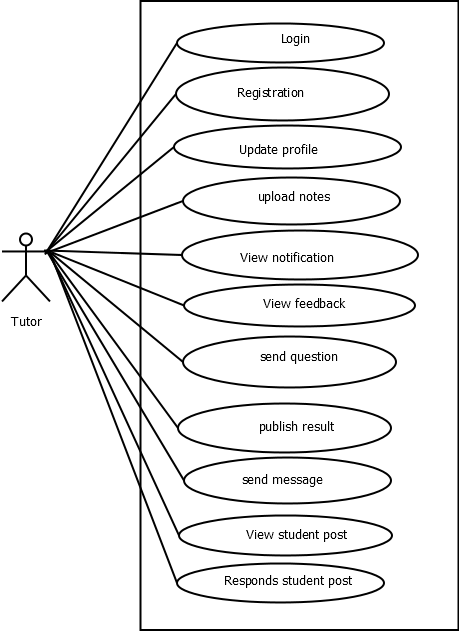 Login
Registration
Update profile
upload notes
View notification
View feedback
Tutor
send question
publish result
send message
View student post
Responds student post